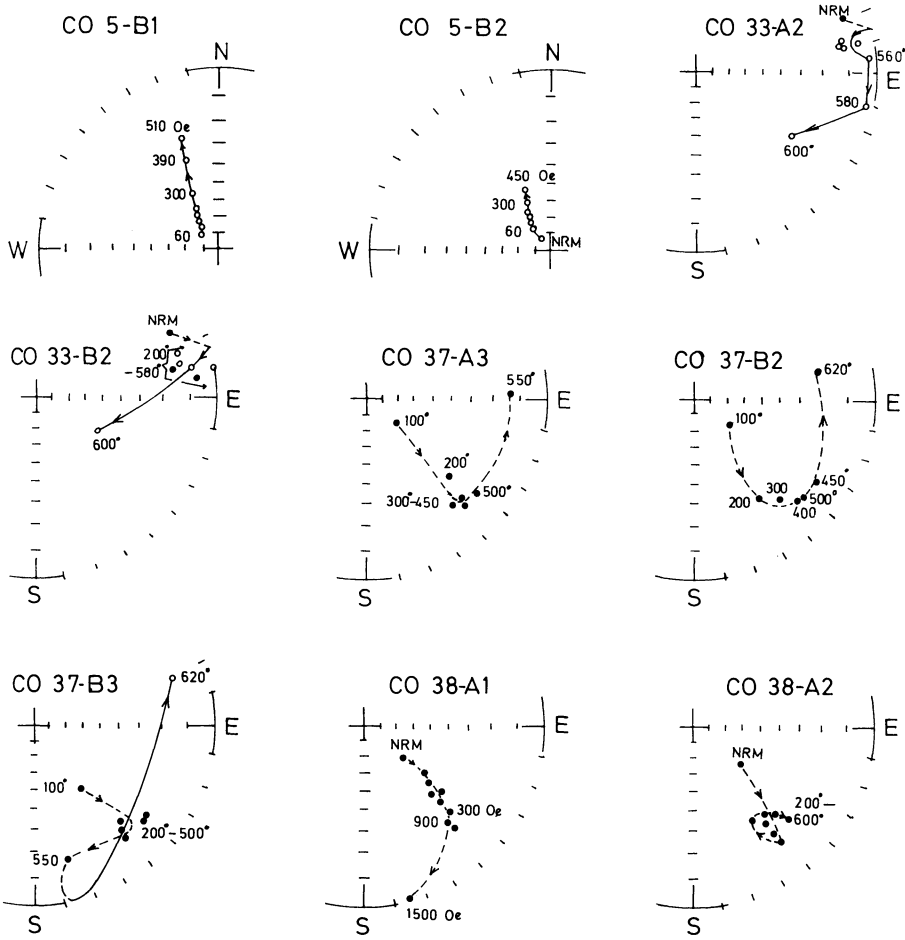 CO 5-B1
N
510 Oe
390
300
60
W
CO 5-B2
N
450 Oe
300
60
NRM
W
CO 33-A2
NRM
560°
E
580
600°
S
CO 33-B2
NRM
200°
-580°
E
600°
S
CO 37-A3
550°
E
100°
200°
300°-450
500°
S
CO 37-B2
620°
E
100°
200
300
400
500°
450°
S
CO 37-B3
620°
E
100°
200°-500°
550
S
CO 38-A1
E
NRM
300 Oe
900
1500 Oe
S
CO 38-A2
E
NRM
200°—
600°
S